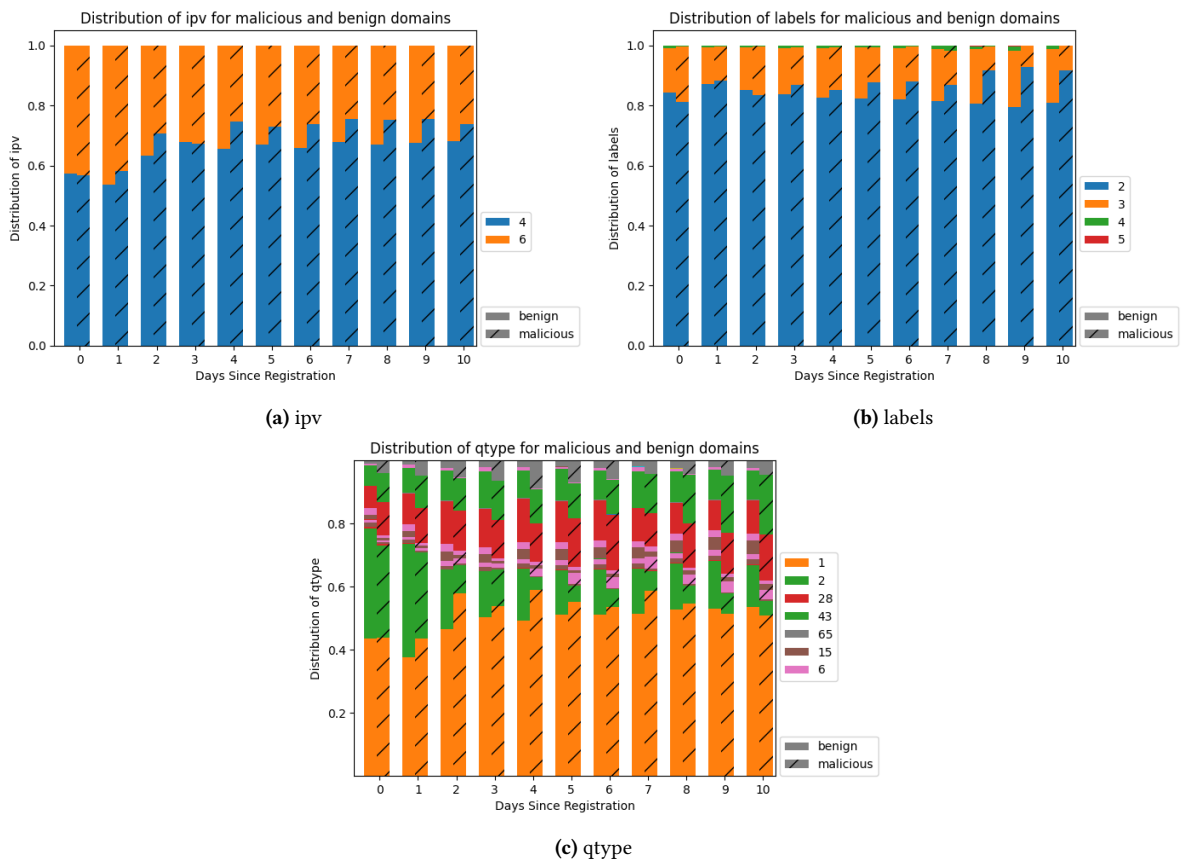 Distribution of ipv for malicious and benign domains
1.0
0.8
0.6
0.4
0.2
0.0
Distribution of ipv
0 1 2 3 4 5 6 7 8 9 10
Days Since Registration
4
6
benign
malicious
(a) ipv
Distribution of labels for malicious and benign domains
1.0
0.8
0.6
0.4
0.2
0.0
Distribution of labels
0 1 2 3 4 5 6 7 8 9 10
Days Since Registration
2
3
4
5
benign
malicious
(b) labels
Distribution of qtype for malicious and benign domains
0.8
0.6
0.4
0.2
Distribution of qtype
0 1 2 3 4 5 6 7 8 9 10
Days Since Registration
1
2
28
43
65
15
6
benign
malicious
(c) qtype